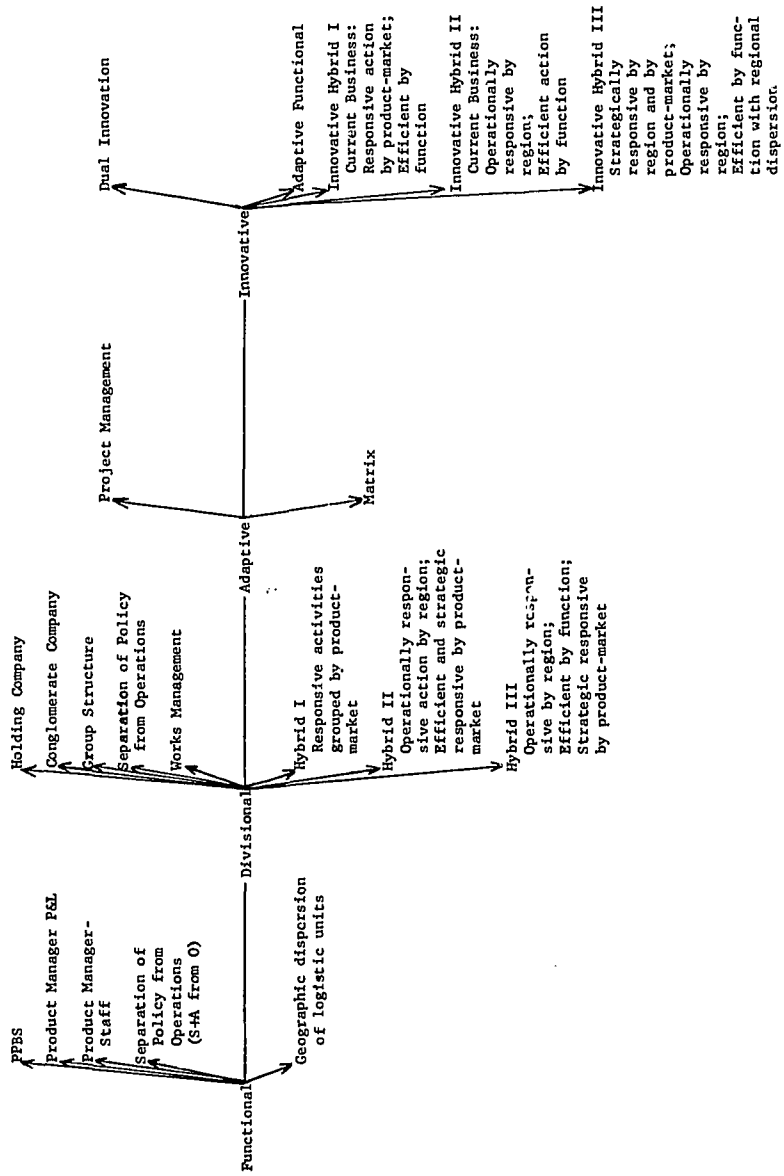 PPBS
Product Manager P&L
Product Manager-
Staff
Separation of
Policy from
Operations
(S+A from O)
Functional
Geographic dispersion
of logistic units
Holding Company
Conglomerate Company
Group Structure
Separation of Policy
from Operations
Works Management
Divisional
Hybrid I
Responsive activities
grouped by product-
market
Hybrid II
Operationally respon-
sive action by region;
Efficient and strategic
responsive by product-
market
Hybrid III
Operationally respon-
sive by region;
Efficient by function;
Strategic responsive
by product-market
Project Management
Adaptive
Matrix
Dual Innovation
Innovative
Adaptive Functional
Innovative Hybrid I
Current Business:
Responsive action
by product-market;
Efficient by
function
Innovative Hybrid II
Current Business:
Operationally
responsive by
region;
Efficient action
by function
Innovative Hybrid III
Strategically
responsive by
region and by
product-market;
Operationally
responsive by
region;
Efficient by func-
tion with regional
dispersion